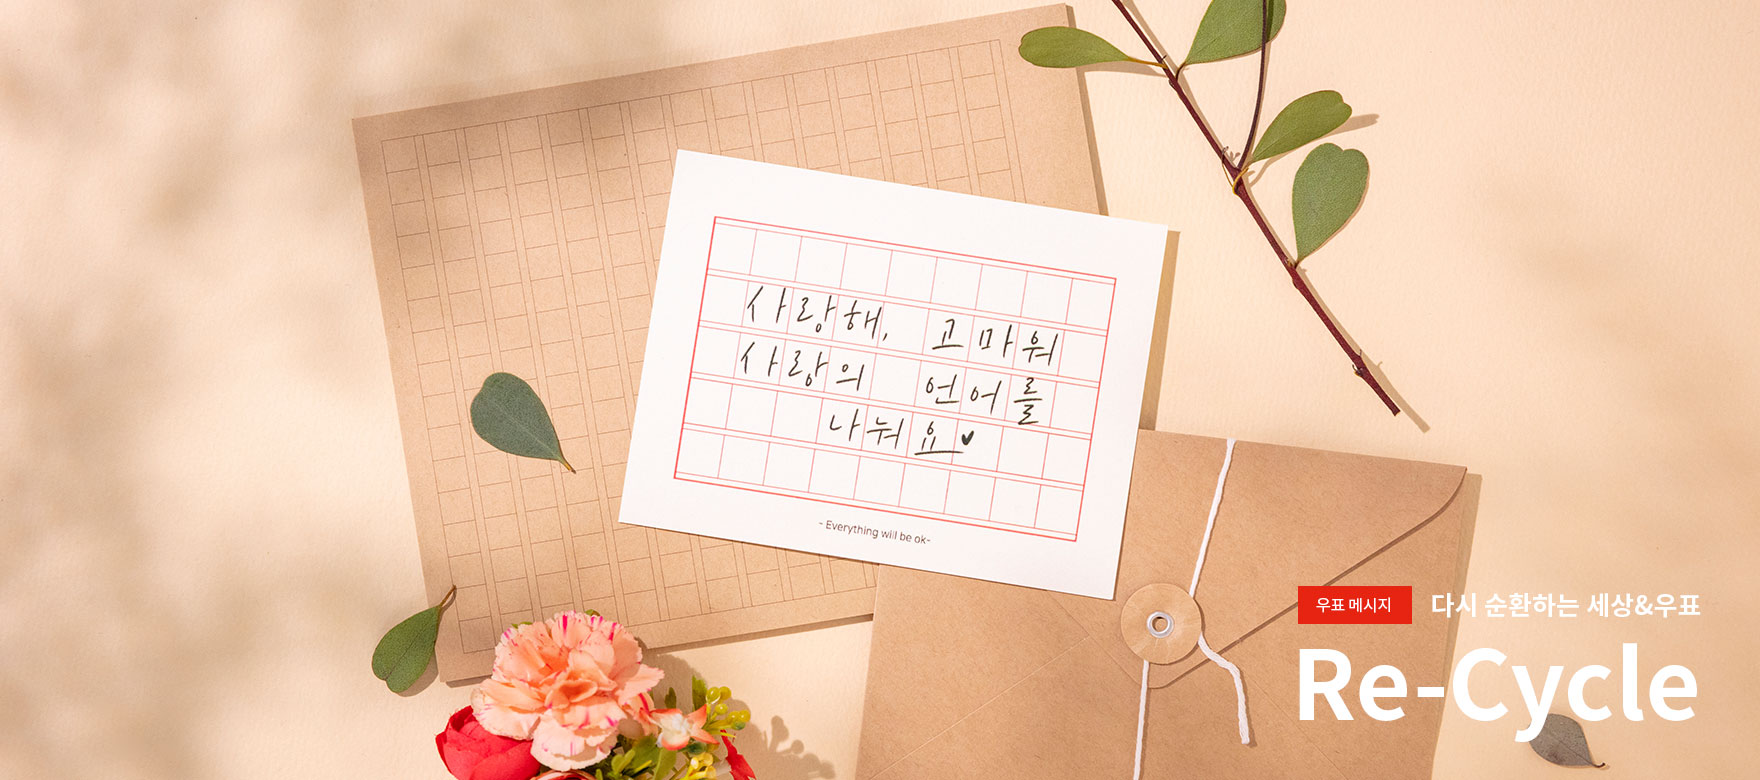 사랑해, 고마워
사랑의 언어를
나눠요♥
- Everything will be ok-
우표 메시지
다시 순환하는 세상&우표
Re-Cycle